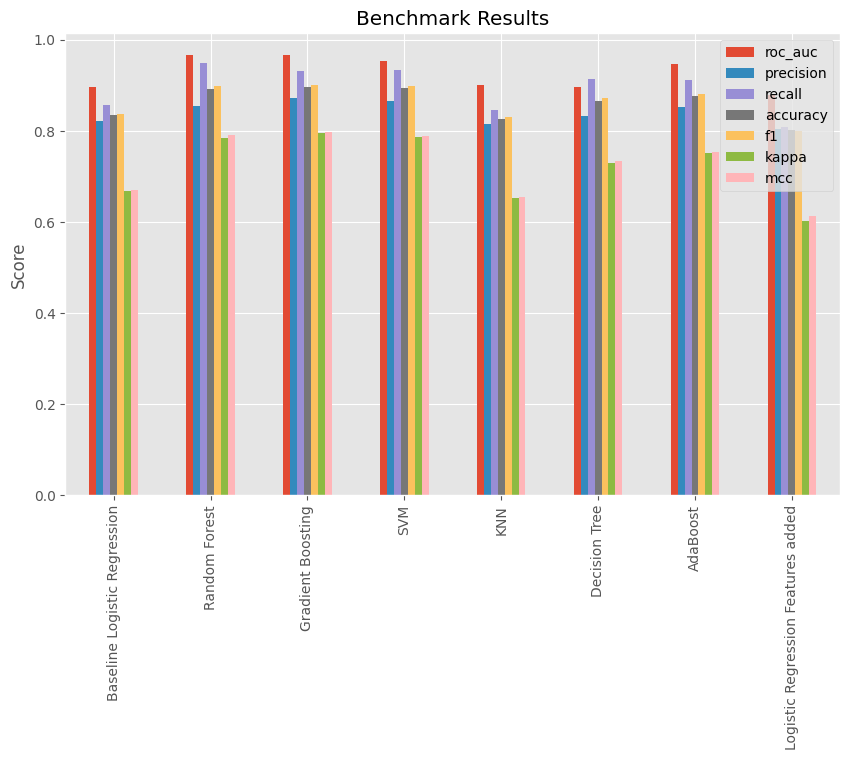 Benchmark Results
1.0
0.8
0.6
0.4
0.2
0.0
Score
roc_auc
precision
recall
accuracy
f1
kappa
mcc
Baseline Logistic Regression
Random Forest
Gradient Boosting
SVM
KNN
Decision Tree
AdaBoost
Logistic Regression Features added